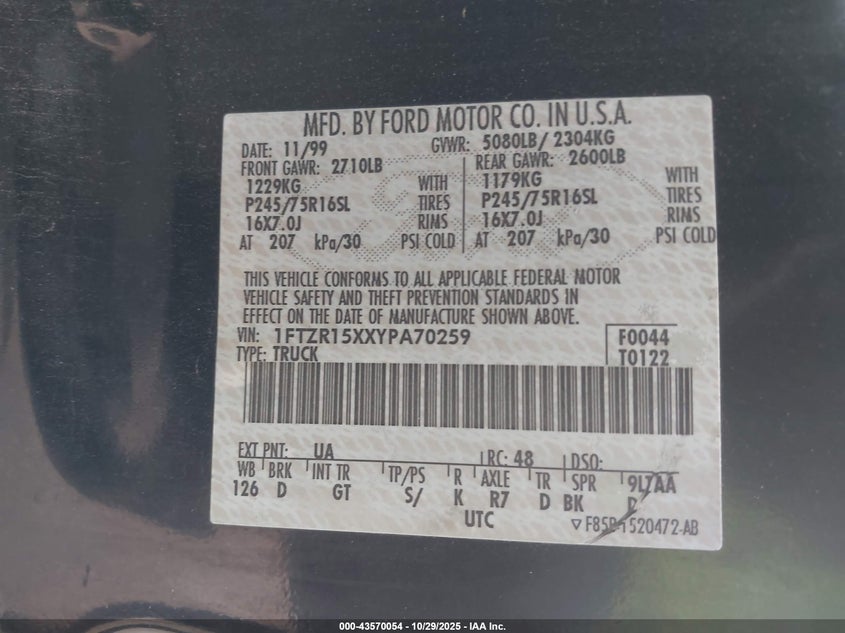 MFD. BY FORD MOTOR CO. IN U.S.A.
DATE: 11/99 GVWR: 5080LB/ 2304KG
FRONT GAWR: 2710LB REAR GAWR: 2600LB
1229KG WITH 1179KG WITH
P245/75R16SL TIRES P245/75R16SL TIRES
16X7.0J RIMS 16X7.0J RIMS
AT 207 kPa/30 PSI COLD AT 207 kPa/30 PSI COLD
THIS VEHICLE CONFORMS TO ALL APPLICABLE FEDERAL MOTOR
VEHICLE SAFETY AND THEFT PREVENTION STANDARDS IN
EFFECT ON THE DATE OF MANUFACTURE SHOWN ABOVE.
VIN: 1FTZR15XXYPA70259 F0044
TYPE: TRUCK T0122
EXT PNT: UA RC: 48 DSO:
WB BRK INT TR TP/PS R AXLE TR SPR 9L7AA
126 D GT S/ K R7 D BK
UTC
000-43570054 - 10/29/2025 - IAA Inc.